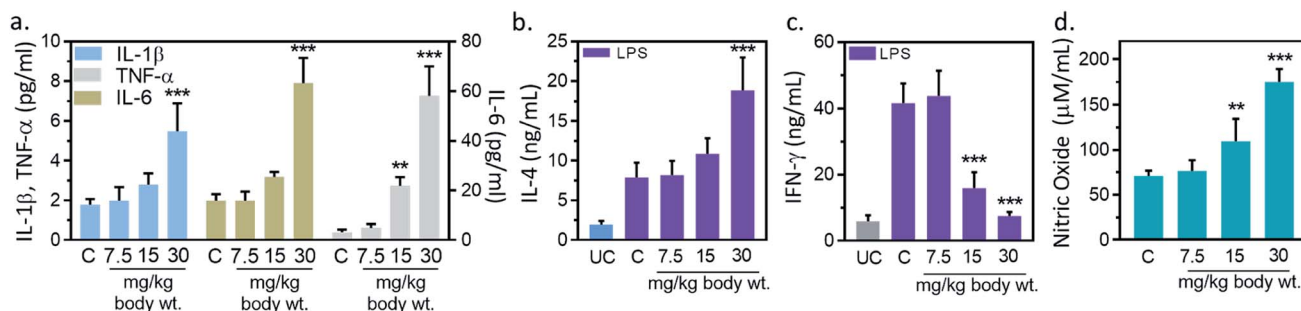 a.
IL-1β, TNF-α (pg/ml)
10
8
6
4
2
0
IL-1β
TNF-α
IL-6
***
***
**
***
80
60
40
20
0
IL-6 (pg/ml)
C 7.5 15 30 C 7.5 15 30 C 7.5 15 30
mg/kg mg/kg mg/kg
body wt. body wt. body wt.
b.
IL-4 (ng/mL)
25
20
15
10
5
0
LPS
***
UC C 7.5 15 30
mg/kg body wt.
c.
IFN-γ (ng/mL)
60
40
20
0
LPS
***
***
UC C 7.5 15 30
mg/kg body wt.
d.
Nitric Oxide (μM/mL)
200
150
100
50
0
**
***
C 7.5 15 30
mg/kg body wt.